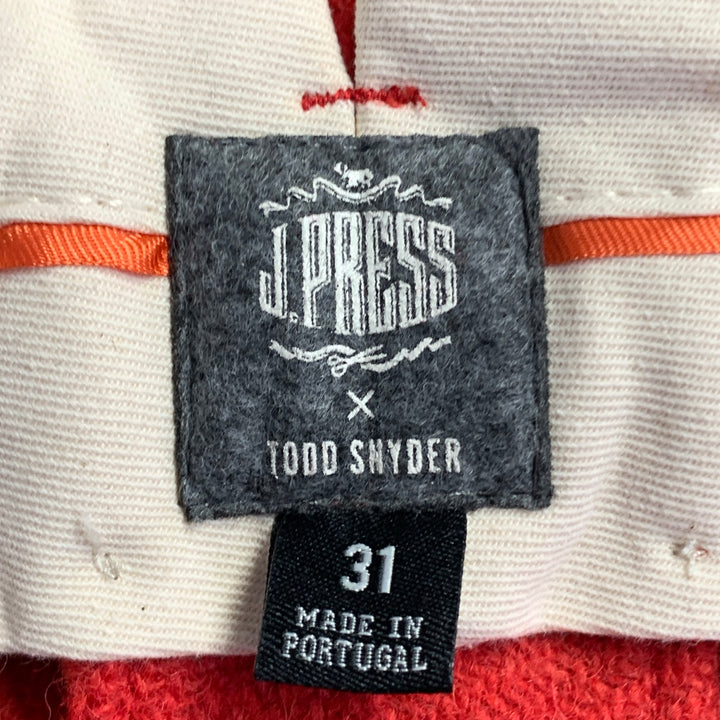 J.PRESS
X
TODD SNYDER
31
MADE IN
PORTUGAL